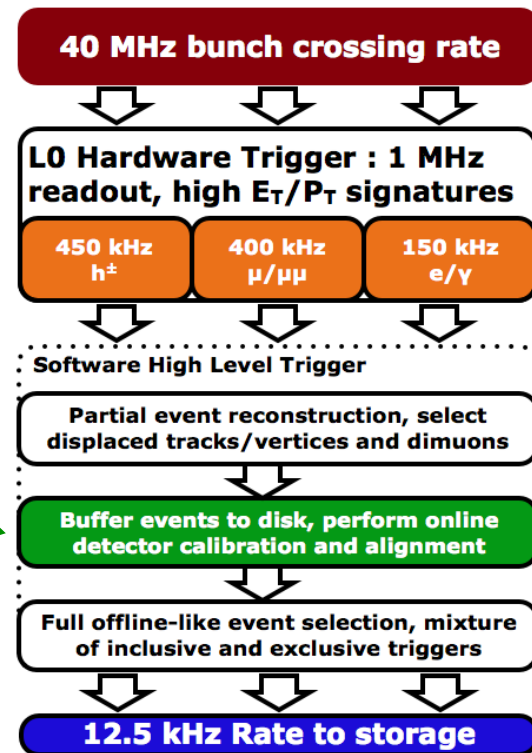 40 MHz bunch crossing rate
L0 Hardware Trigger : 1 MHz
readout, high E_T/P_T signatures
450 kHz
h±
400 kHz
μ/μμ
150 kHz
e/γ
Software High Level Trigger
Partial event reconstruction, select
displaced tracks/vertices and dimuons
Buffer events to disk, perform online
detector calibration and alignment
Full offline-like event selection, mixture
of inclusive and exclusive triggers
12.5 kHz Rate to storage